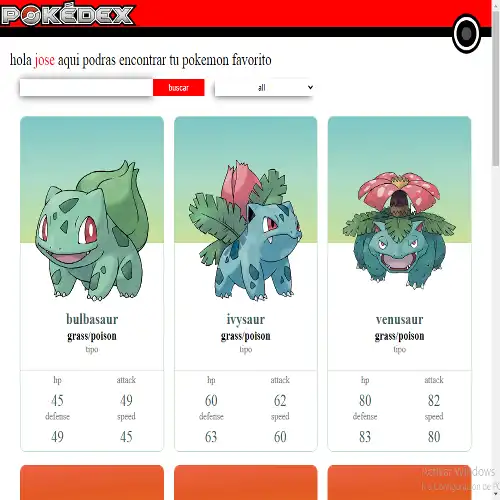 POKÉDEX
hola jose aqui podras encontrar tu pokemon favorito
buscar
all
bulbasaur
grass/poison
tipo
hp attack
45 49
defense speed
49 45
ivysaur
grass/poison
tipo
hp attack
60 62
defense speed
63 60
venusaur
grass/poison
tipo
hp attack
80 82
defense speed
83 80
Activar Windows